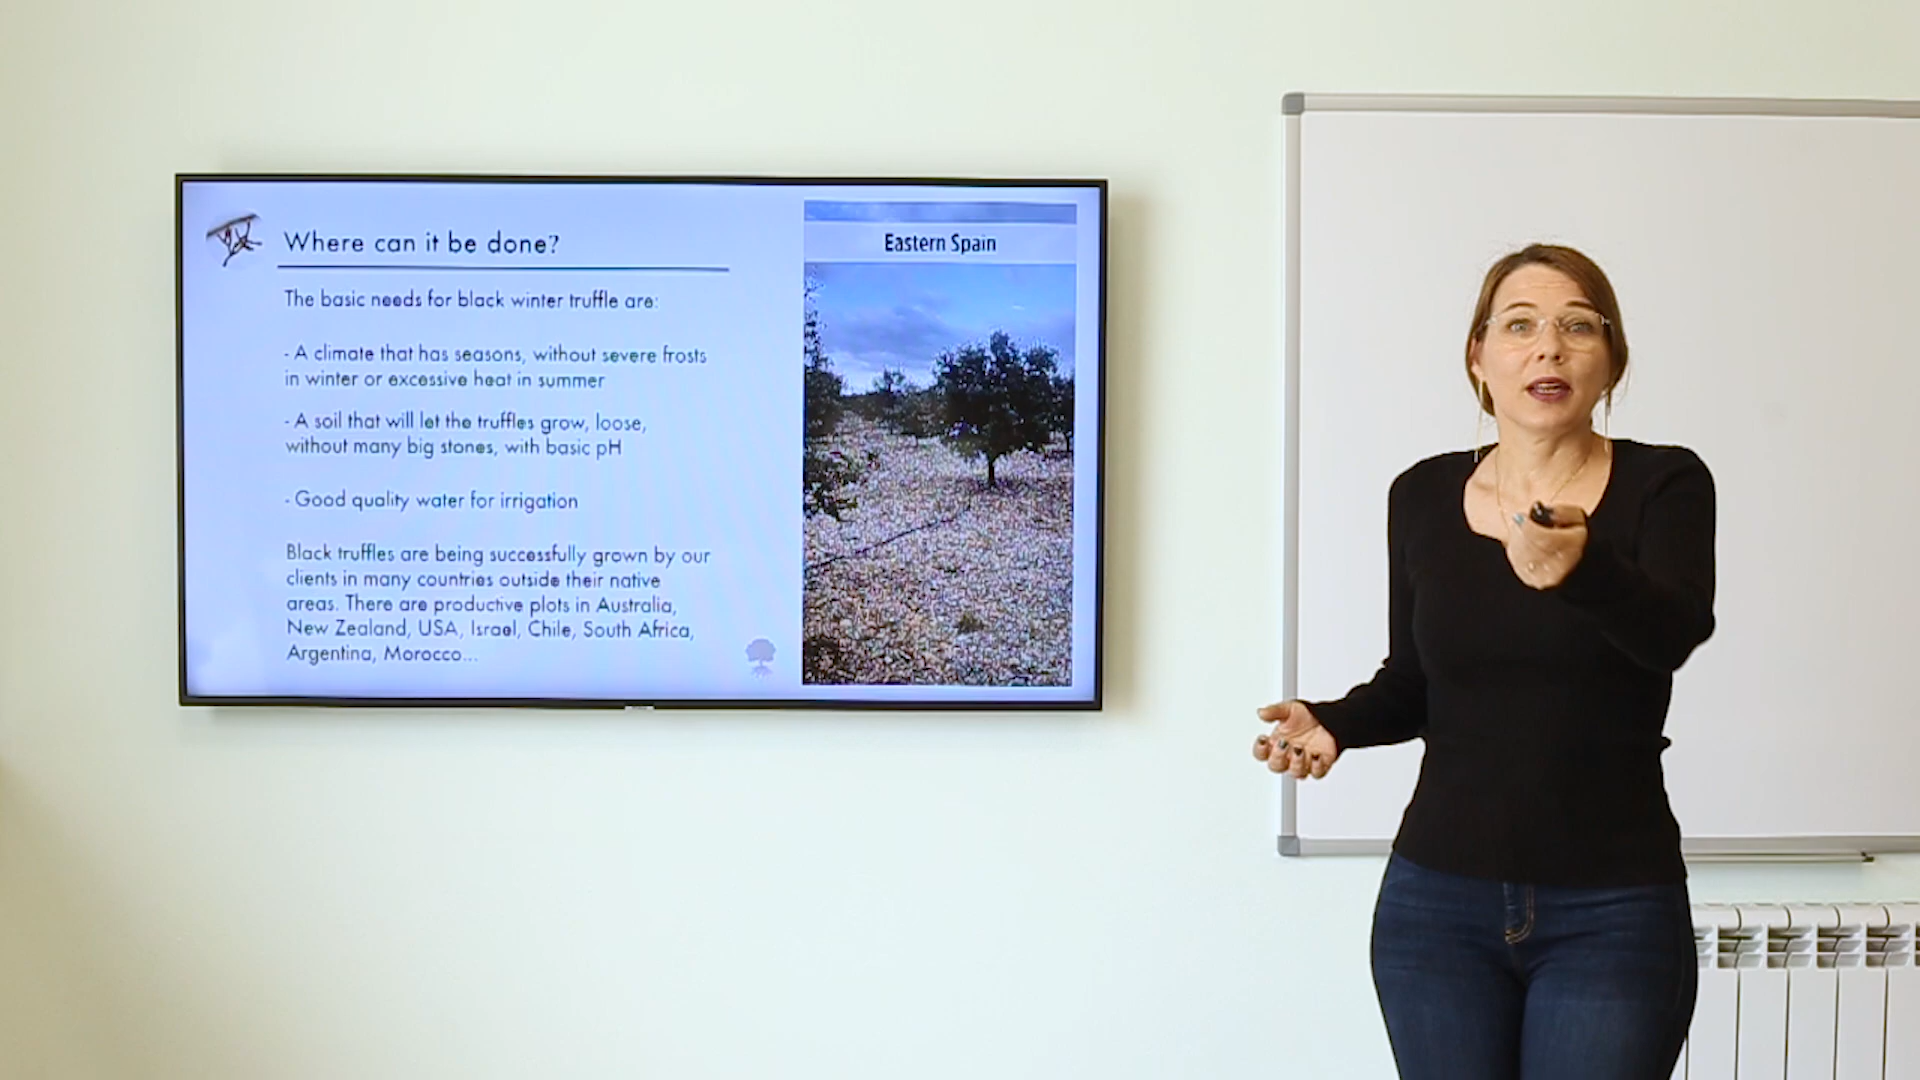 Where can it be done?
The basic needs for black winter truffle are:
- A climate that has seasons, without severe frosts
in winter or excessive heat in summer
- A soil that will let the truffles grow, loose,
without many big stones, with basic pH
- Good quality water for irrigation
Black truffles are being successfully grown by our
clients in many countries outside their native
areas. There are productive plots in Australia,
New Zealand, USA, Israel, Chile, South Africa,
Argentina, Morocco...
Eastern Spain